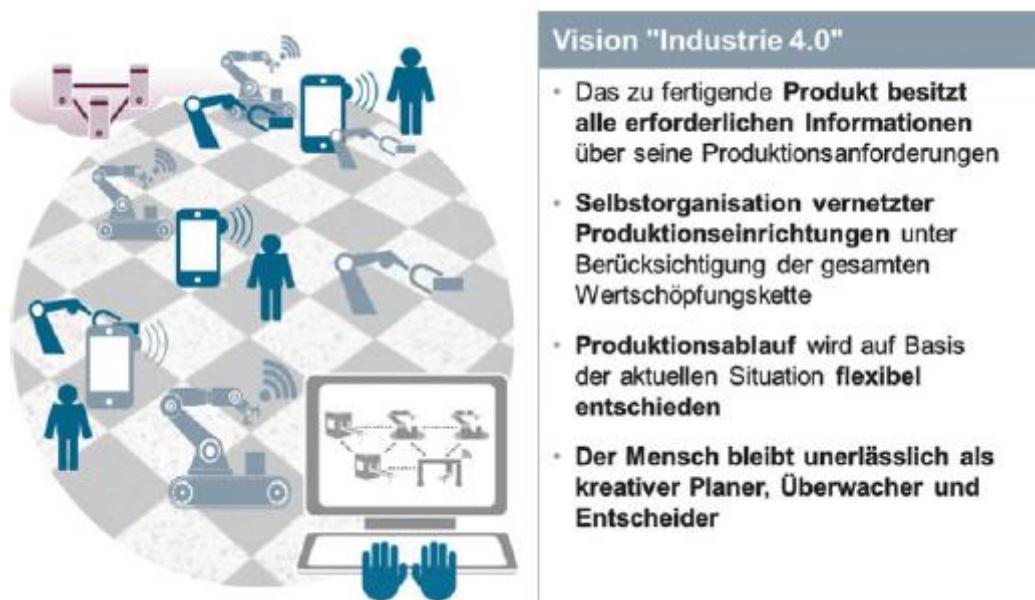 Vision "Industrie 4.0"
• Das zu fertigende Produkt besitzt
alle erforderlichen Informationen
über seine Produktionsanforderungen
• Selbstorganisation vernetzter
Produktionseinrichtungen unter
Berücksichtigung der gesamten
Wertschöpfungskette
• Produktionsablauf wird auf Basis
der aktuellen Situation flexibel
entschieden
• Der Mensch bleibt unerlässlich als
kreativer Planer, Überwacher und
Entscheider